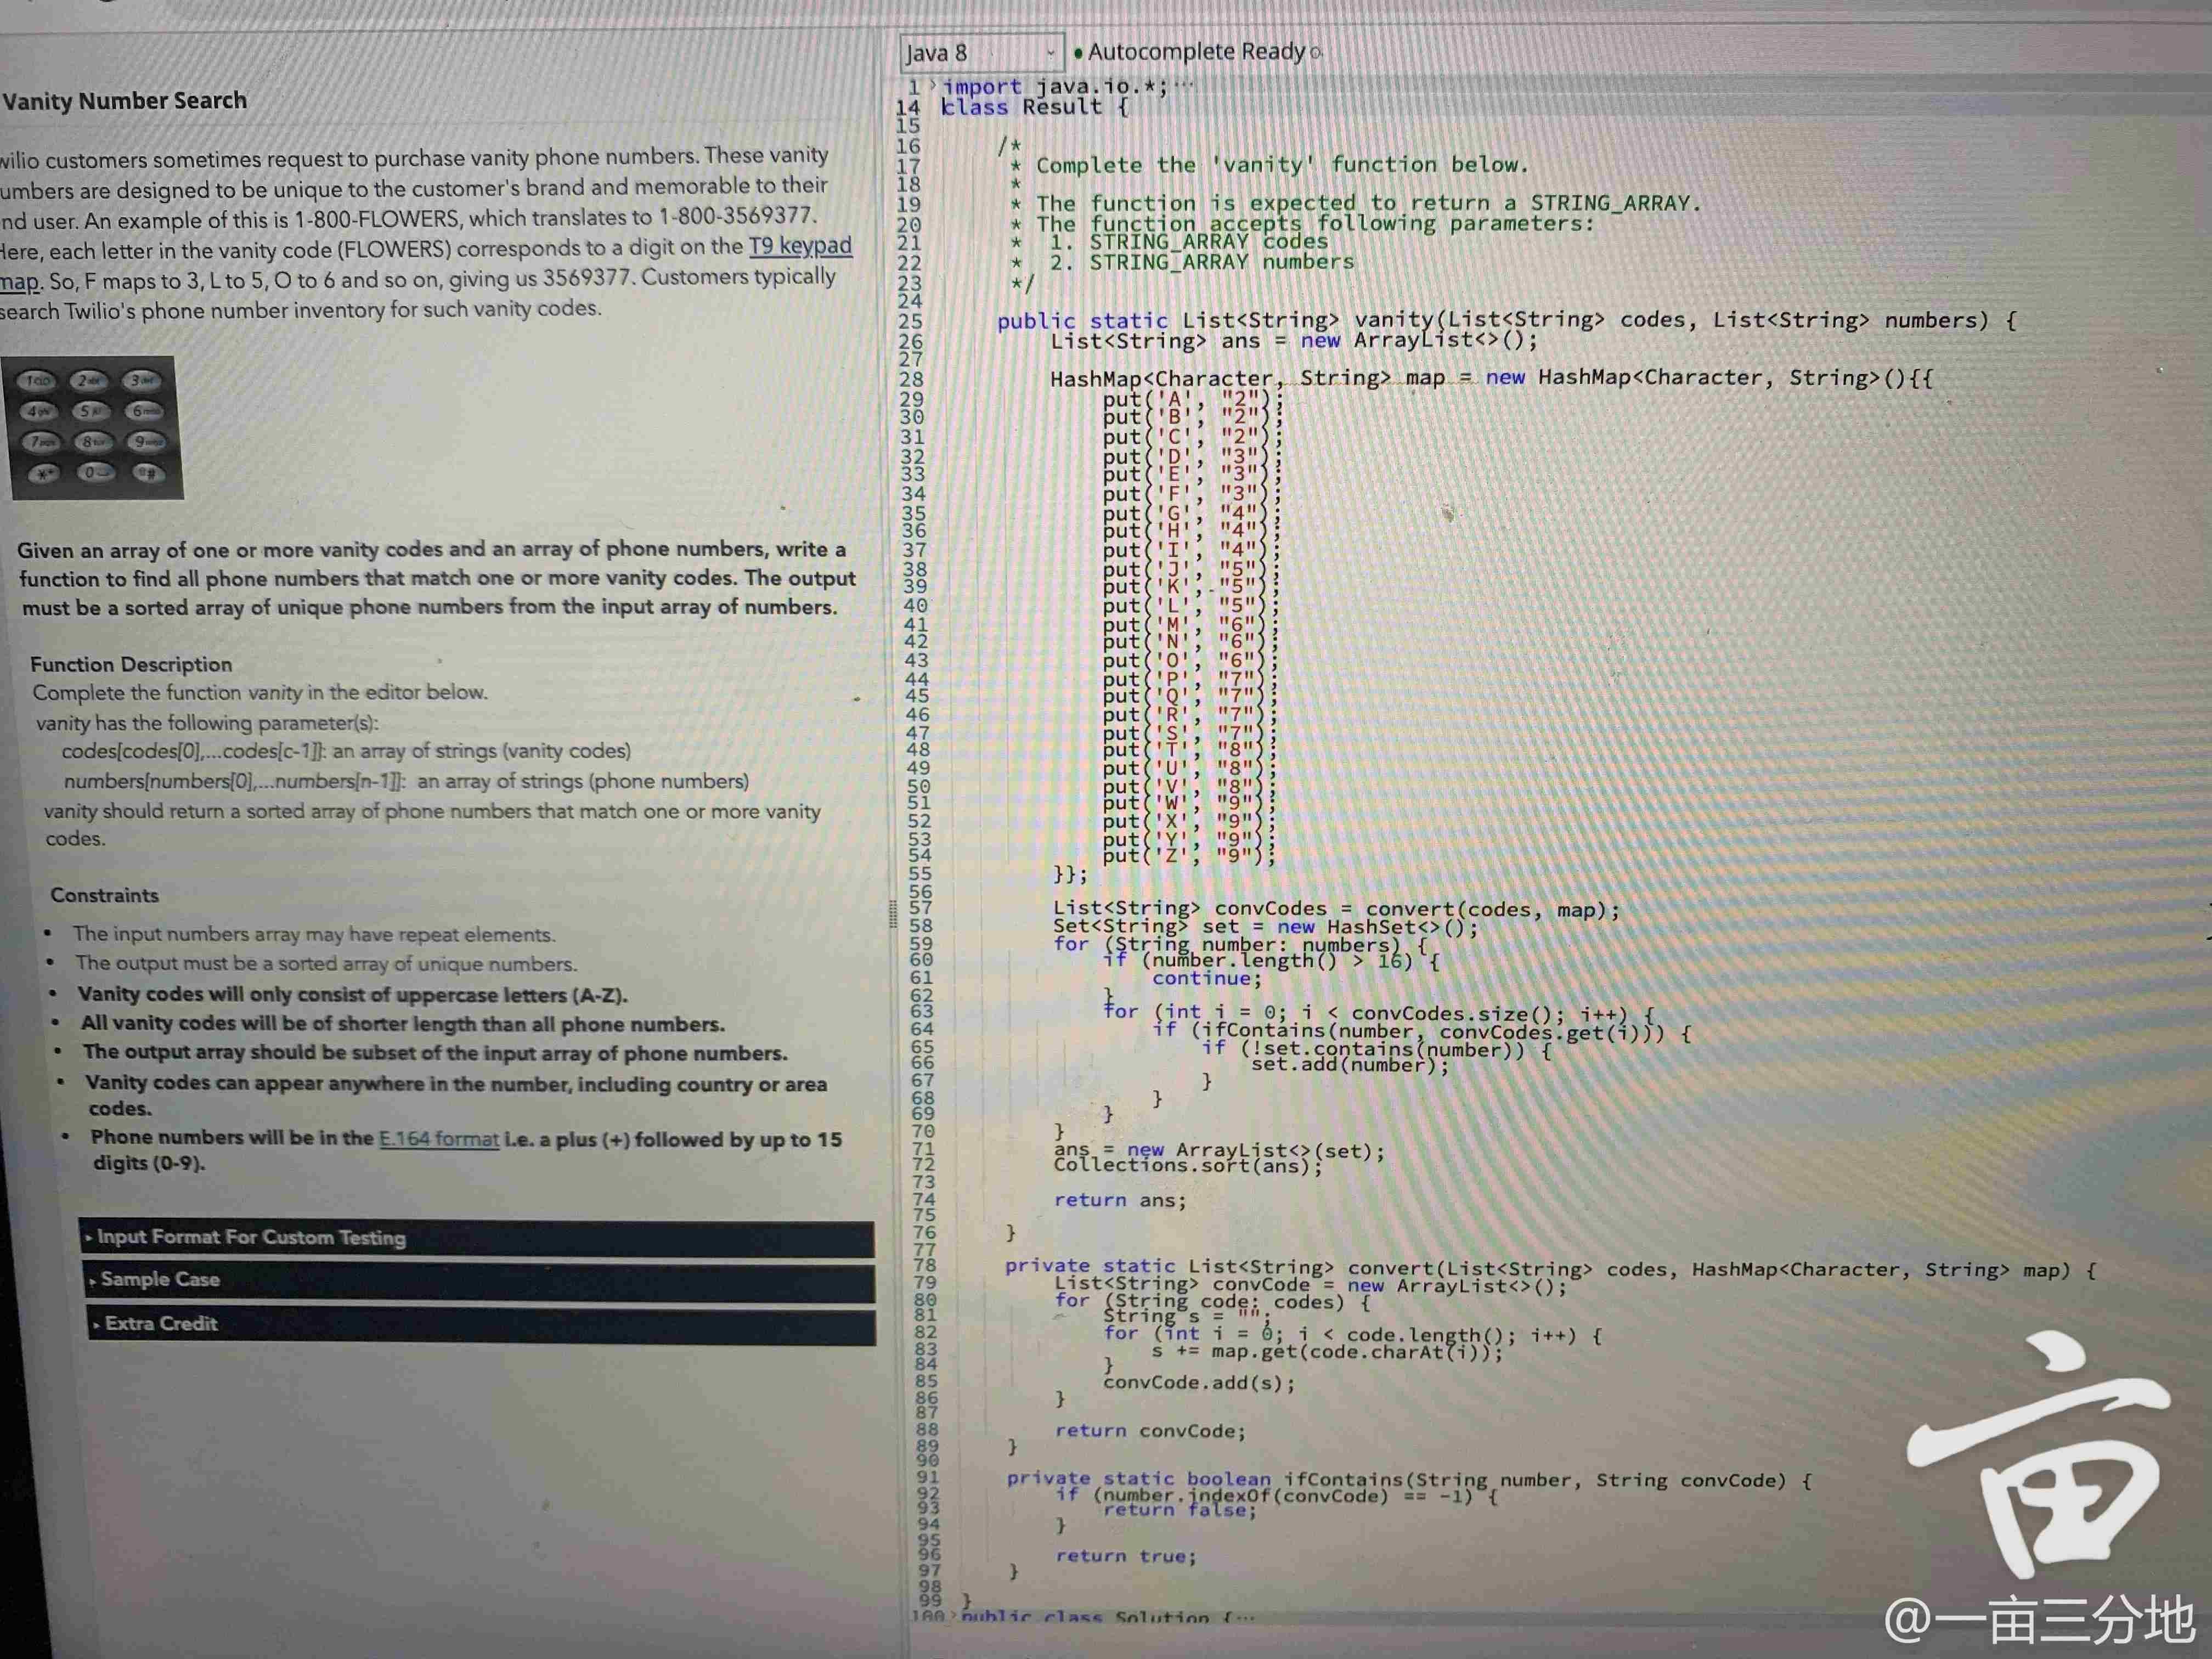 Vanity Number Search
wilio customers sometimes request to purchase vanity phone numbers. These vanity
umbers are designed to be unique to the customer's brand and memorable to their
nd user. An example of this is 1-800-FLOWERS, which translates to 1-800-3569377.
Here, each letter in the vanity code (FLOWERS) corresponds to a digit on the T9 keypad
map. So, F maps to 3, L to 5, O to 6 and so on, giving us 3569377. Customers typically
search Twilio's phone number inventory for such vanity codes.
Given an array of one or more vanity codes and an array of phone numbers, write a
function to find all phone numbers that match one or more vanity codes. The output
must be a sorted array of unique phone numbers from the input array of numbers.
Function Description
Complete the function vanity in the editor below.
vanity has the following parameter(s):
codes[codes[0],...codes[c-1]]: an array of strings (vanity codes)
numbers[numbers[0],...numbers[n-1]]: an array of strings (phone numbers)
vanity should return a sorted array of phone numbers that match one or more vanity
codes.
Constraints
• The input numbers array may have repeat elements.
• The output must be a sorted array of unique numbers.
• Vanity codes will only consist of uppercase letters (A-Z).
• All vanity codes will be of shorter length than all phone numbers.
• The output array should be subset of the input array of phone numbers.
• Vanity codes can appear anywhere in the number, including country or area
codes.
• Phone numbers will be in the E.164 format i.e. a plus (+) followed by up to 15
digits (0-9).
Input Format For Custom Testing
Sample Case
Extra Credit
Java 8
Autocomplete Ready
1 import java.io.*;...
14 class Result {
15
16 /*
17 * Complete the 'vanity' function below.
18 *
19 * The function is expected to return a STRING_ARRAY.
20 * The function accepts following parameters:
21 * 1. STRING_ARRAY codes
22 * 2. STRING_ARRAY numbers
23 */
24
25 public static List<String> vanity(List<String> codes, List<String> numbers) {
26 List<String> ans = new ArrayList<>();
27
28 HashMap<Character, String> map = new HashMap<Character, String>(){{
29 put('A', "2");
30 put('B', "2");
31 put('C', "2");
32 put('D', "3");
33 put('E', "3");
34 put('F', "3");
35 put('G', "4");
36 put('H', "4");
37 put('I', "4");
38 put('J', "5");
39 put('K', "5");
40 put('L', "5");
41 put('M', "6");
42 put('N', "6");
43 put('O', "6");
44 put('P', "7");
45 put('Q', "7");
46 put('R', "7");
47 put('S', "7");
48 put('T', "8");
49 put('U', "8");
50 put('V', "8");
51 put('W', "9");
52 put('X', "9");
53 put('Y', "9");
54 put('Z', "9");
55 }};
56
57 List<String> convCodes = convert(codes, map);
58 Set<String> set = new HashSet<>();
59 for (String number: numbers) {
60 if (number.length() > 16) {
61 continue;
62 }
63 for (int i = 0; i < convCodes.size(); i++) {
64 if (ifContains(number, convCodes.get(i))) {
65 if (!set.contains(number)) {
66 set.add(number);
67 }
68 }
69 }
70 }
71 ans = new ArrayList<>(set);
72 Collections.sort(ans);
73
74 return ans;
75
76 }
77
78 private static List<String> convert(List<String> codes, HashMap<Character, String> map) {
79 List<String> convCode = new ArrayList<>();
80 for (String code: codes) {
81 String s = "";
82 for (int i = 0; i < code.length(); i++) {
83 s += map.get(code.charAt(i));
84 }
85 convCode.add(s);
86 }
87
88 return convCode;
89 }
90
91 private static boolean ifContains(String number, String convCode) {
92 if (number.indexOf(convCode) == -1) {
93 return false;
94 }
95
96 return true;
97 }
98
99 }
100 public class Solution {...
亩
@一亩三分地